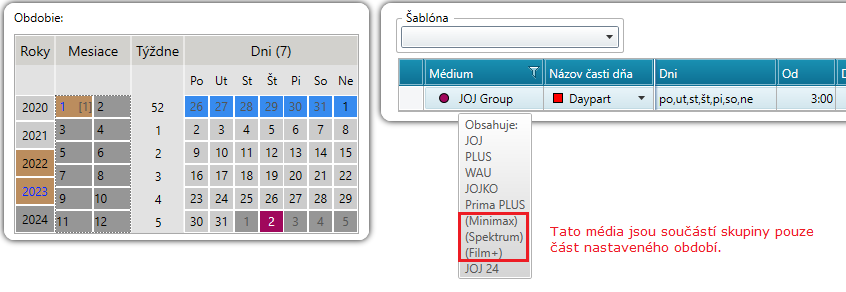 Obdobie:
Roky Mesiace Týždne Dni (7)
Po Ut St Št Pi So Ne
2020 1 [1] 2 52 26 27 28 29 30 31 1
2021 3 4 1 2 3 4 5 6 7 8
2022 5 6 2 9 10 11 12 13 14 15
2023 7 8 3 16 17 18 19 20 21 22
2024 9 10 4 23 24 25 26 27 28 29
11 12 5 30 31 1 2 3 4 5
Šablóna
Médium Názov časti dňa Dni Od D
JOJ Group Daypart po,ut,st,št,pi,so,ne 3:00
Obsahuje:
JOJ
PLUS
WAU
JOJKO
Prima PLUS
(Minimax)
(Spektrum)
(Film+)
JOJ 24
Tato média jsou součástí skupiny pouze
část nastaveného období.